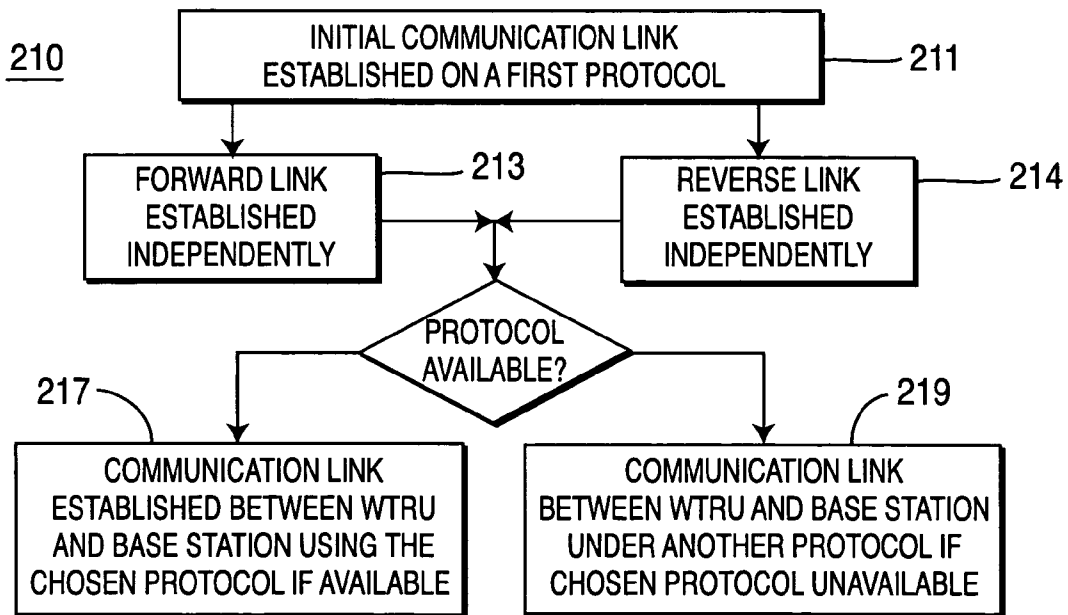 210
INITIAL COMMUNICATION LINK
ESTABLISHED ON A FIRST PROTOCOL
211
FORWARD LINK
ESTABLISHED
INDEPENDENTLY
213
REVERSE LINK
ESTABLISHED
INDEPENDENTLY
214
PROTOCOL
AVAILABLE?
217
COMMUNICATION LINK
ESTABLISHED BETWEEN WTRU
AND BASE STATION USING THE
CHOSEN PROTOCOL IF AVAILABLE
219
COMMUNICATION LINK
BETWEEN WTRU AND BASE STATION
UNDER ANOTHER PROTOCOL IF
CHOSEN PROTOCOL UNAVAILABLE